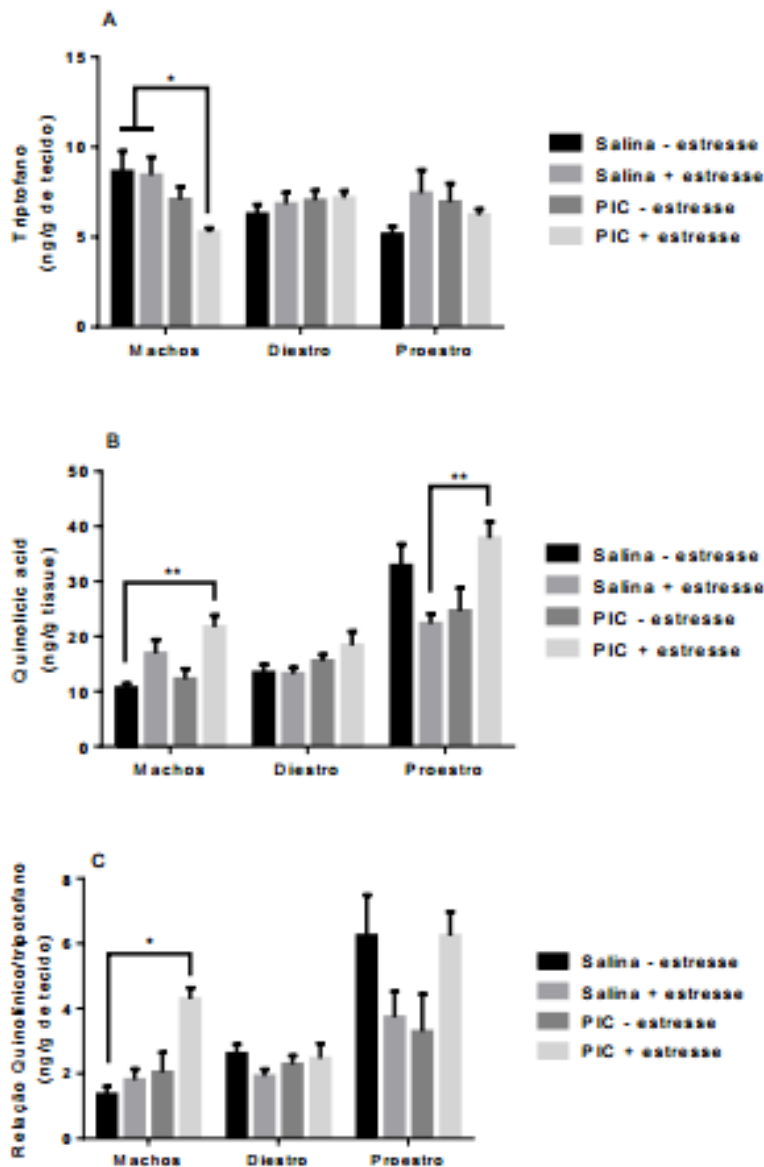 A
15
10
5
0
Triptofano
(ng/g de tecido)
*
Machos
Diestro
Proestro
Salina - estresse
Salina + estresse
PIC - estresse
PIC + estresse
B
50
40
30
20
10
0
Quinolicic acid
(ng/g tissue)
**
**
Machos
Diestro
Proestro
Salina - estresse
Salina + estresse
PIC - estresse
PIC + estresse
C
8
6
4
2
0
Relação Quinolínico/tripotofano
(ng/g de tecido)
*
Machos
Diestro
Proestro
Salina - estresse
Salina + estresse
PIC - estresse
PIC + estresse